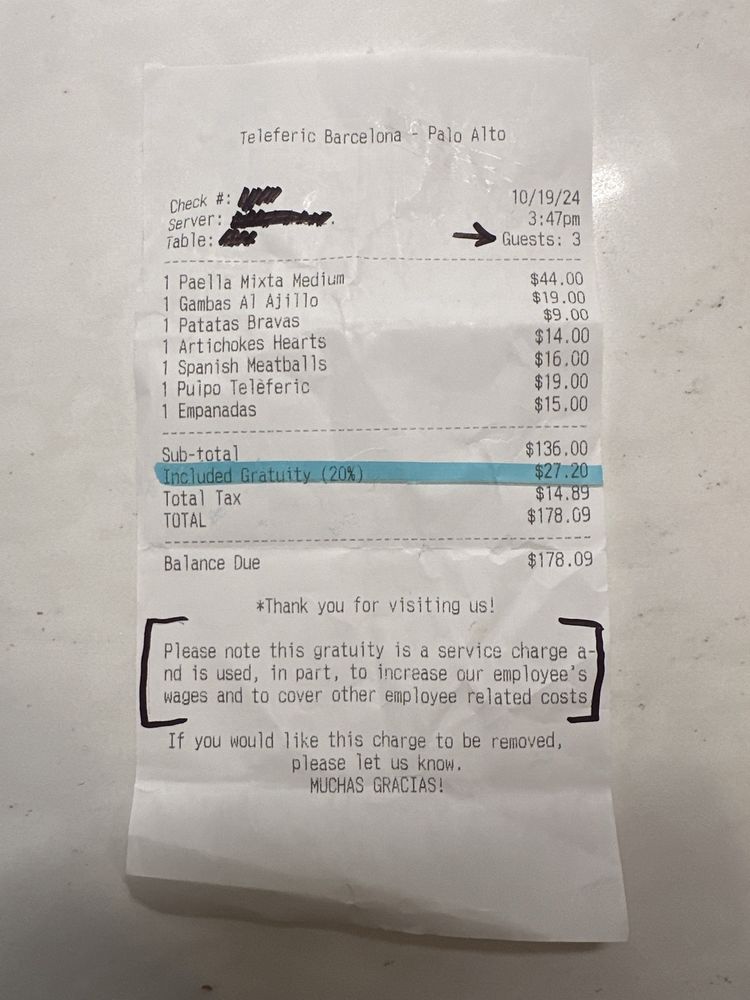 Teleferic Barcelona - Palo Alto
Check #:
10/19/24
Server:
3:47pm
Table:
Guests: 3
1 Paella Mixta Medium $44.00
1 Gambas Al Ajillo $19.00
1 Patatas Bravas $9.00
1 Artichokes Hearts $14.00
1 Spanish Meatballs $16.00
1 Pulpo Telèferic $19.00
1 Empanadas $15.00
Sub-total $136.00
Included Gratuity (20%) $27.20
Total Tax $14.89
TOTAL $178.09
Balance Due $178.09
*Thank you for visiting us!
Please note this gratuity is a service charge a-
nd is used, in part, to increase our employee's
wages and to cover other employee related costs
If you would like this charge to be removed,
please let us know.
MUCHAS GRACIAS!